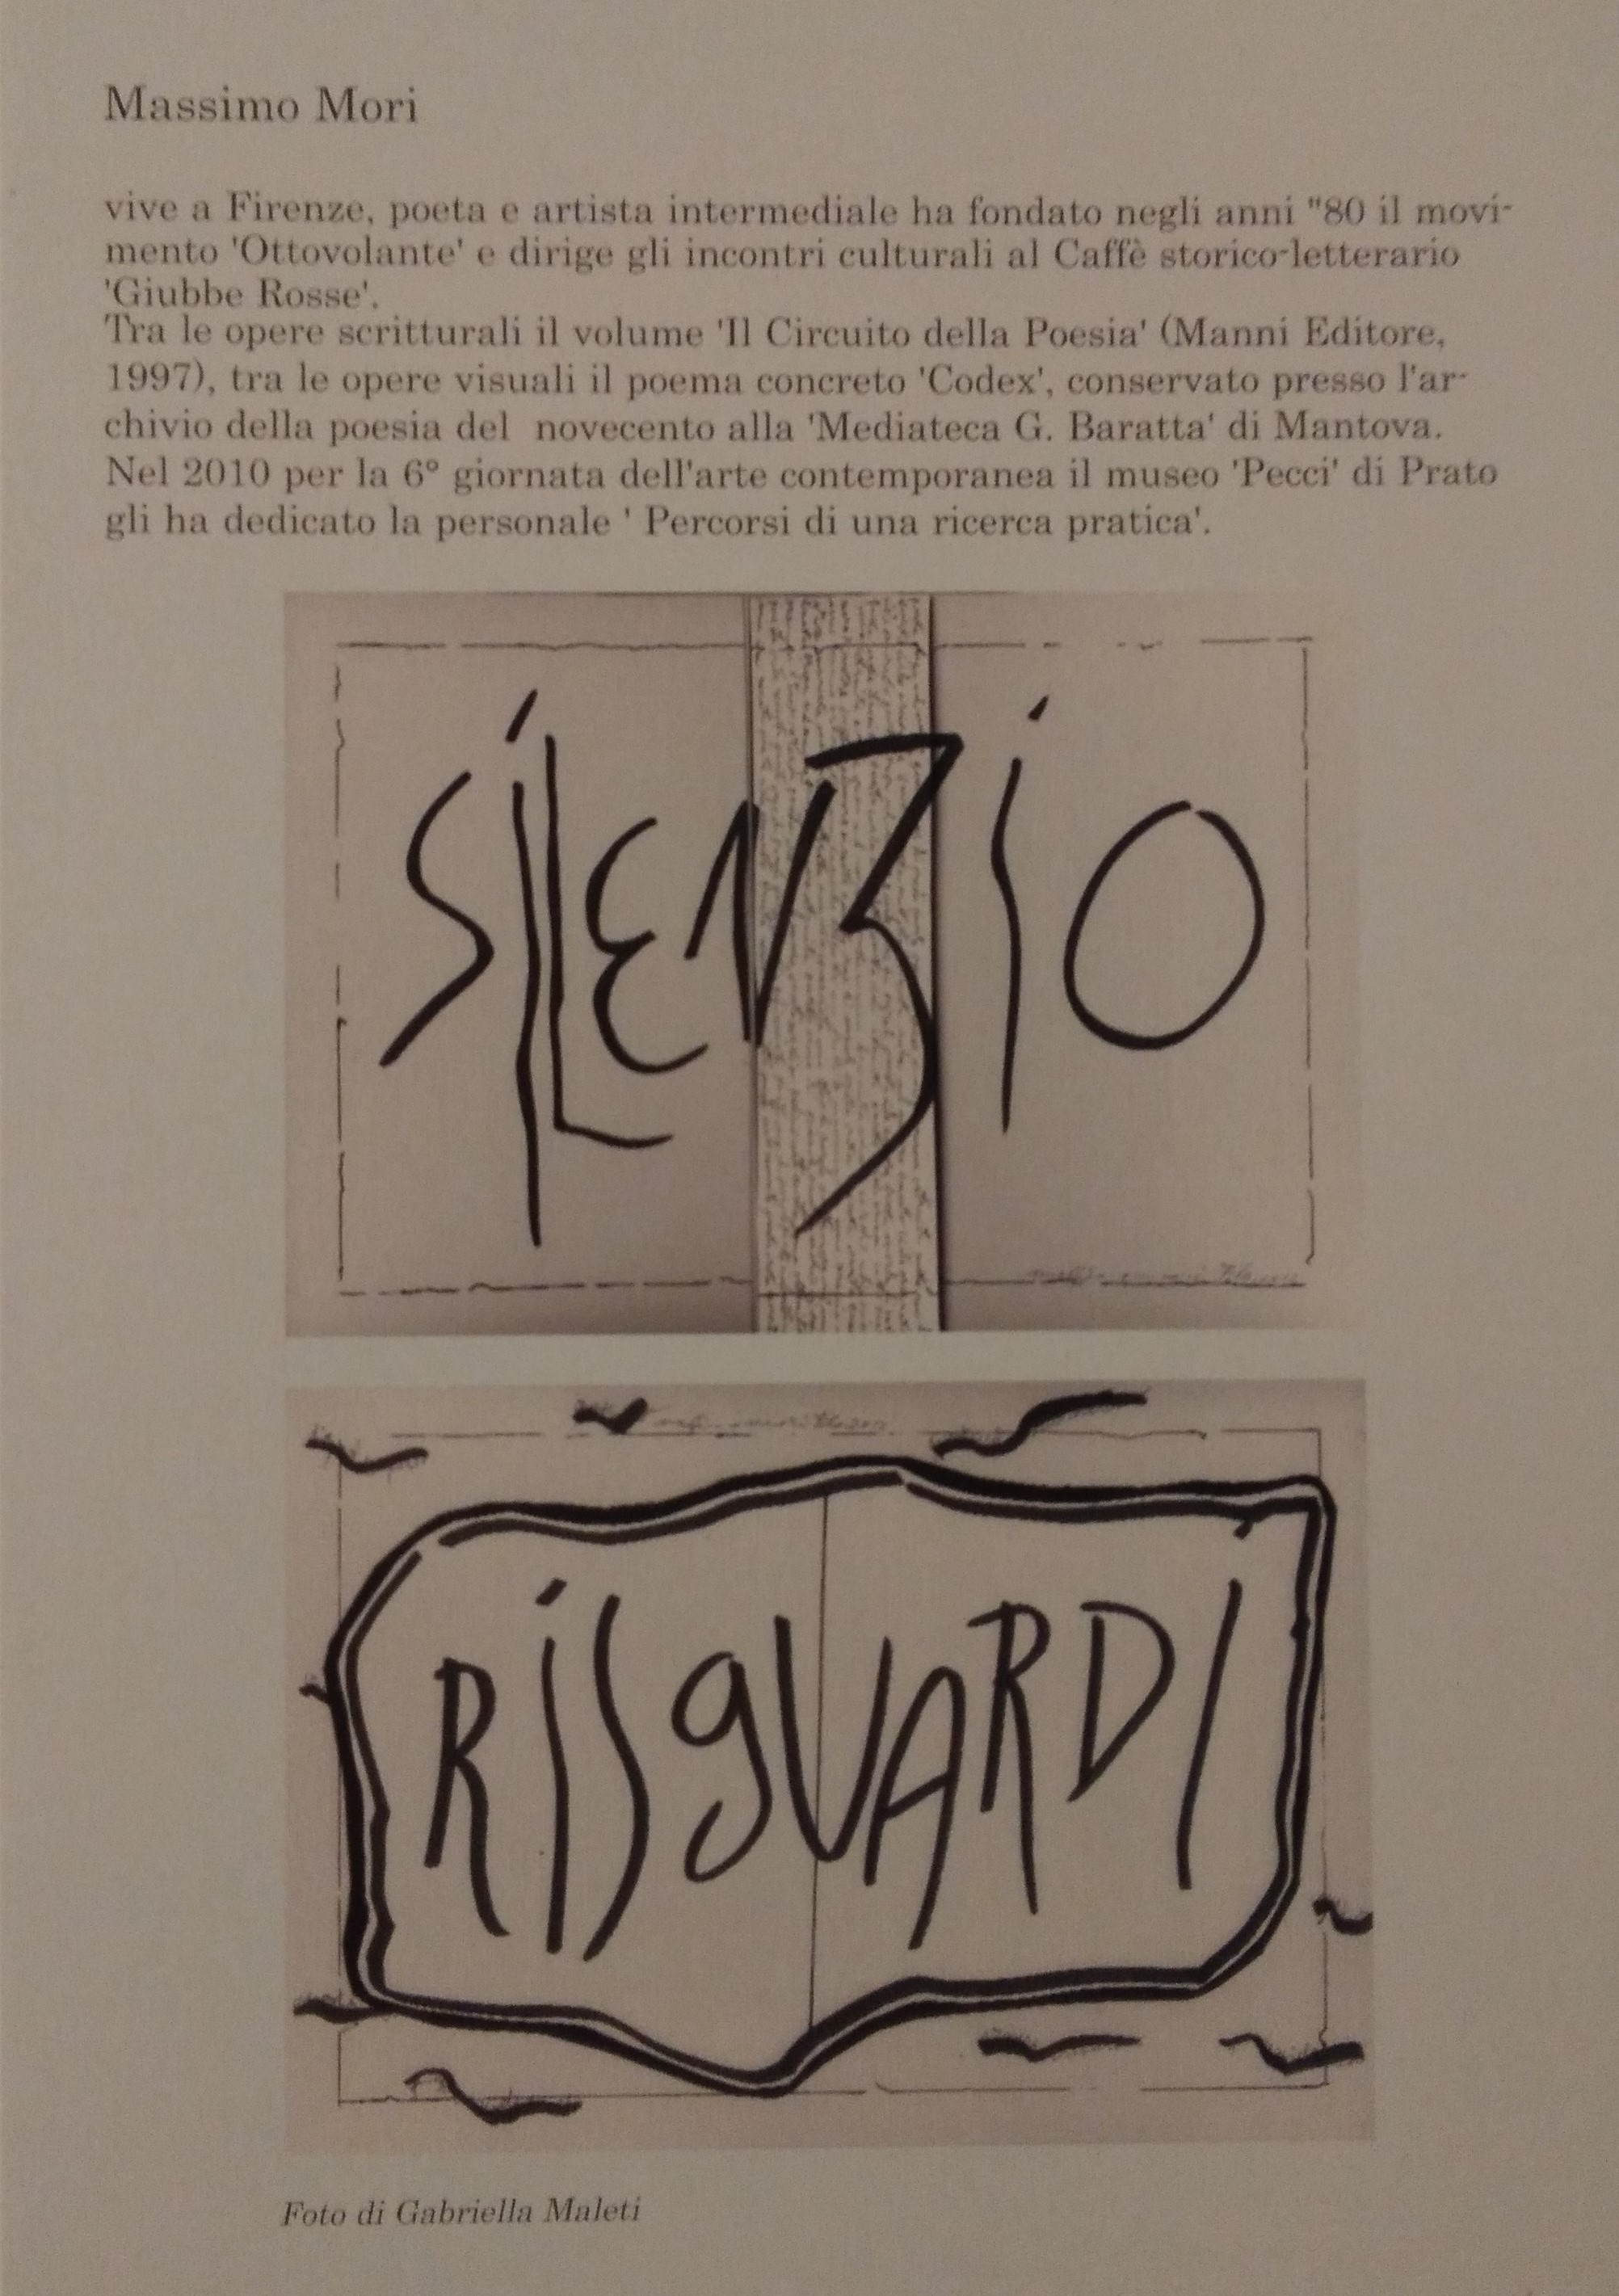 Massimo Mori
vive a Firenze, poeta e artista intermediale ha fondato negli anni "80 il movi-
mento 'Ottovolante' e dirige gli incontri culturali al Caffè storico-letterario
'Giubbe Rosse'.
Tra le opere scritturali il volume 'Il Circuito della Poesia' (Manni Editore,
1997), tra le opere visuali il poema concreto 'Codex', conservato presso l'ar-
chivio della poesia del  novecento alla 'Mediateca G. Baratta' di Mantova.
Nel 2010 per la 6° giornata dell'arte contemporanea il museo 'Pecci' di Prato
gli ha dedicato la personale ' Percorsi di una ricerca pratica'.
SiLENZiO
RiSgUARDI
Foto di Gabriella Maleti